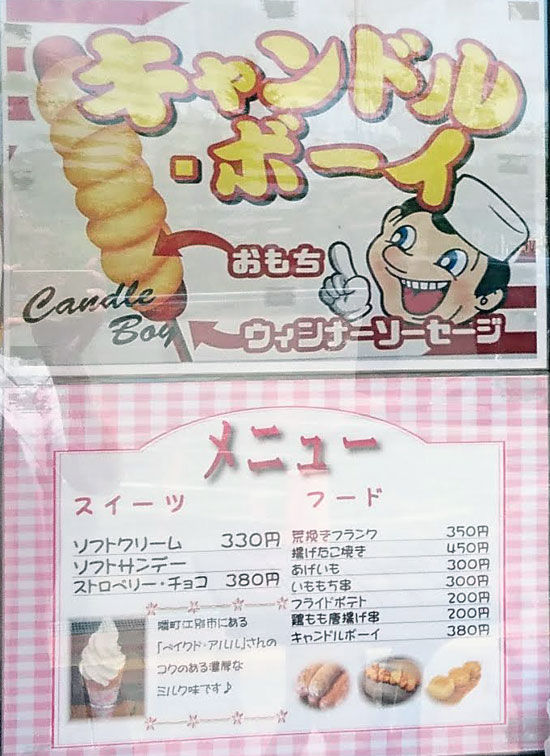 キャンドル
・ボーイ
おもち
Candle
Boy
ウィンナーソーセージ
メニュー
スイーツ
ソフトクリーム 330円
ソフトサンデー
ストロベリー・チョコ 380円
隣町江別市にある
「ベイクド・アルル」さんの
コクのある濃厚な
ミルク味です♪
フード
荒挽きフランク 350円
揚げたこ焼き 450円
あげいも 300円
いももち串 300円
フライドポテト 200円
鶏もも唐揚げ串 200円
キャンドルボーイ 380円